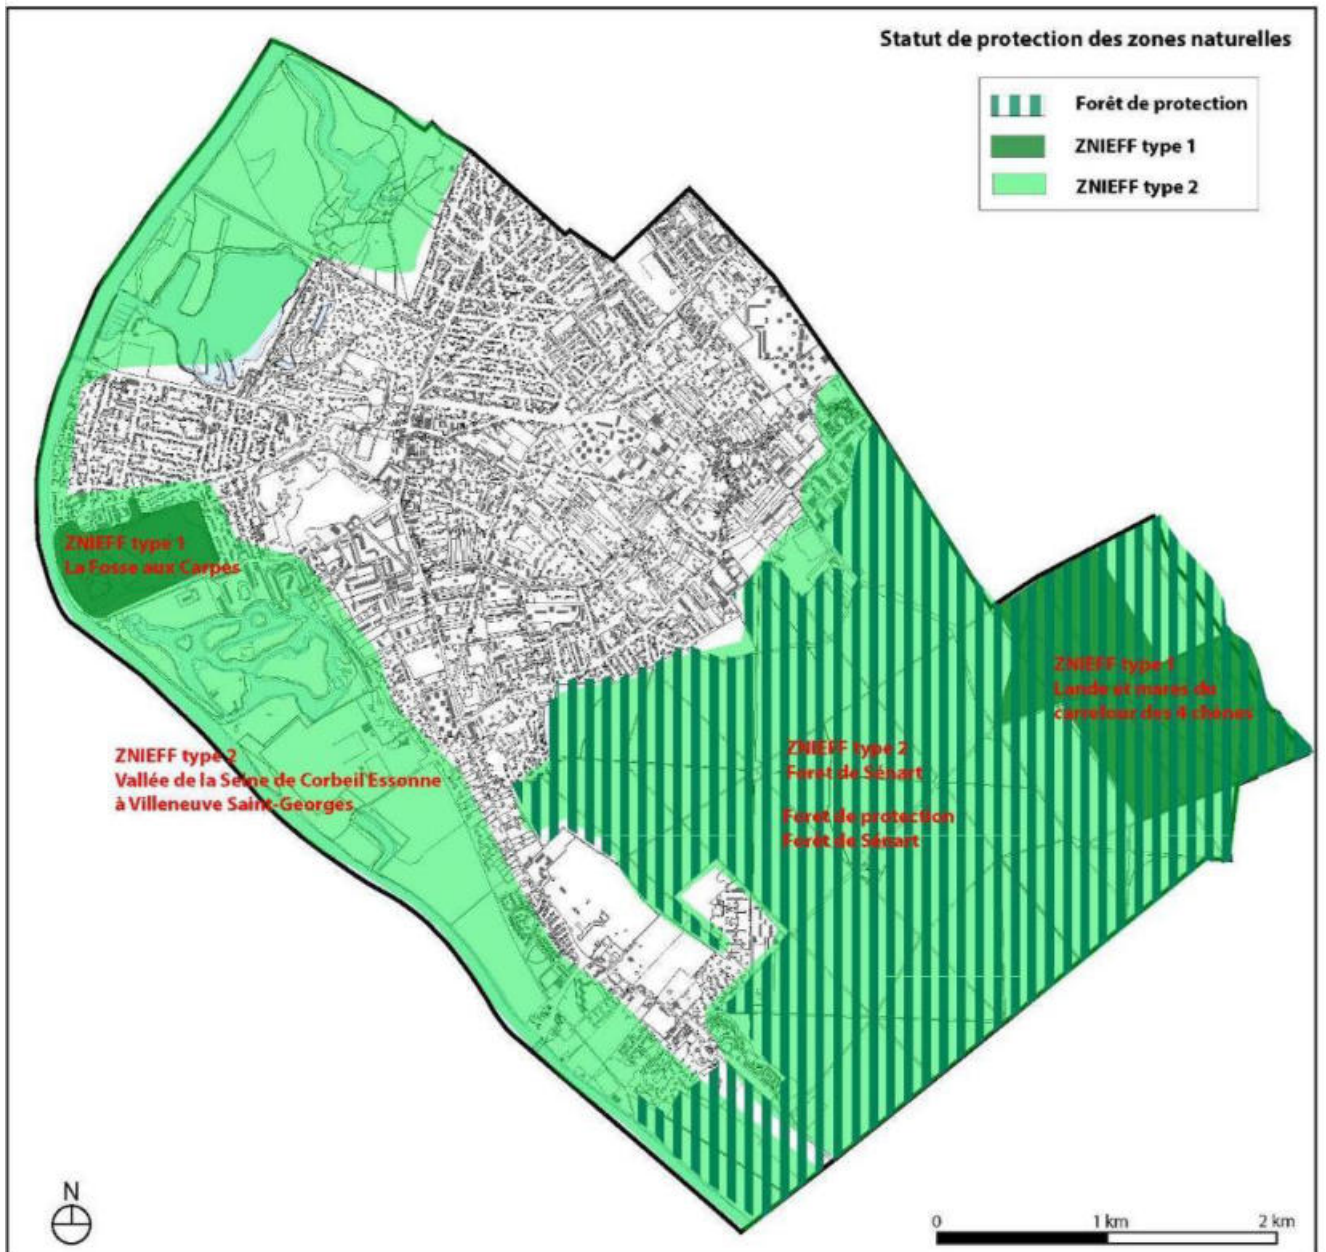 Statut de protection des zones naturelles
Forêt de protection
ZNIEFF type 1
ZNIEFF type 2
ZNIEFF type 1
La Fosse aux Carpes
ZNIEFF type 1
Lande et mares du
carrefour des 4 chênes
ZNIEFF type 2
Vallée de la Seine de Corbeil Essonne
à Villeneuve Saint-Georges
ZNIEFF type 2
Foret de Sénart
Foret de protection
Forêt de Sénart
N
0 1 km 2 km